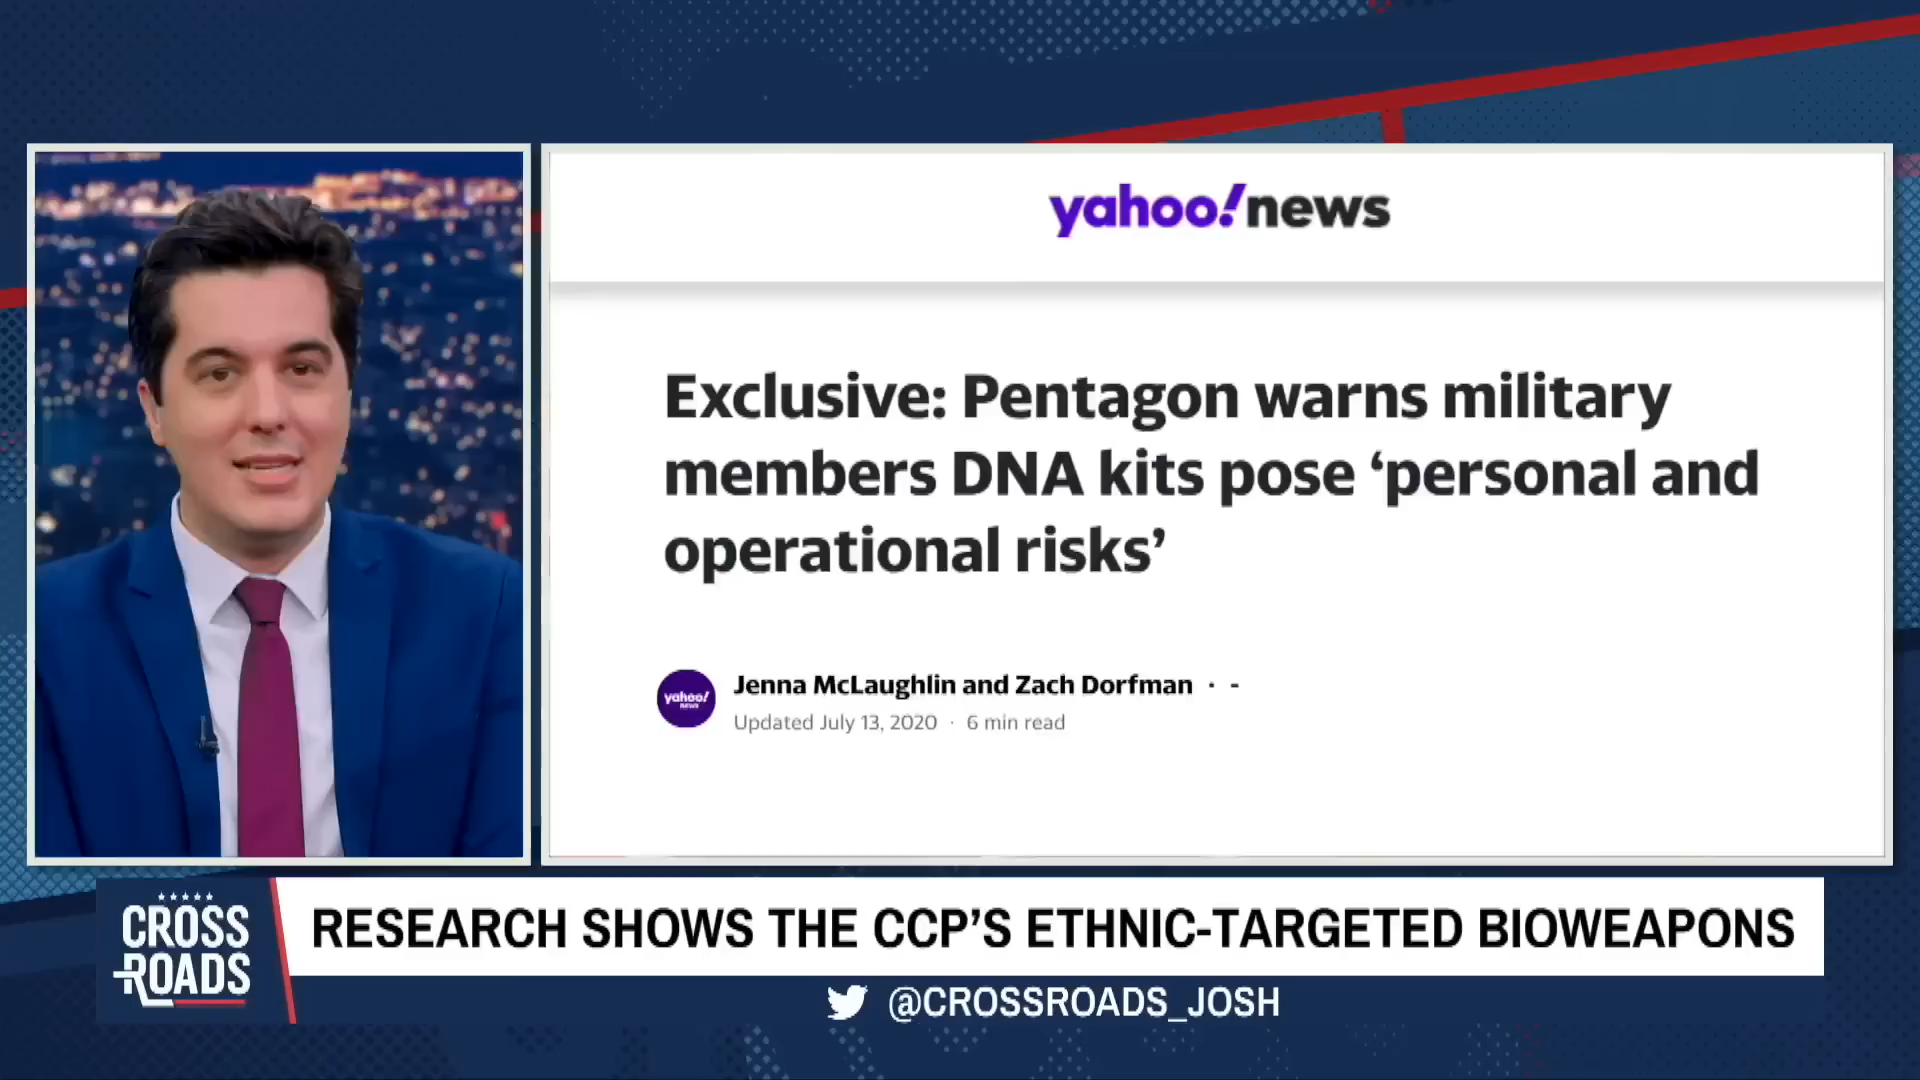 yahoo!news
Exclusive: Pentagon warns military
members DNA kits pose ‘personal and
operational risks’
yahoo!
news
Jenna McLaughlin and Zach Dorfman · -
Updated July 13, 2020 · 6 min read
CROSS
ROADS
RESEARCH SHOWS THE CCP'S ETHNIC-TARGETED BIOWEAPONS
@CROSSROADS_JOSH